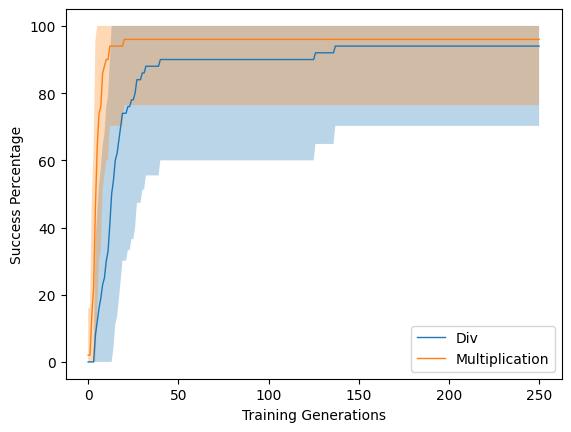 100
80
60
40
20
0
Success Percentage
0 50 100 150 200 250
Training Generations
Div
Multiplication